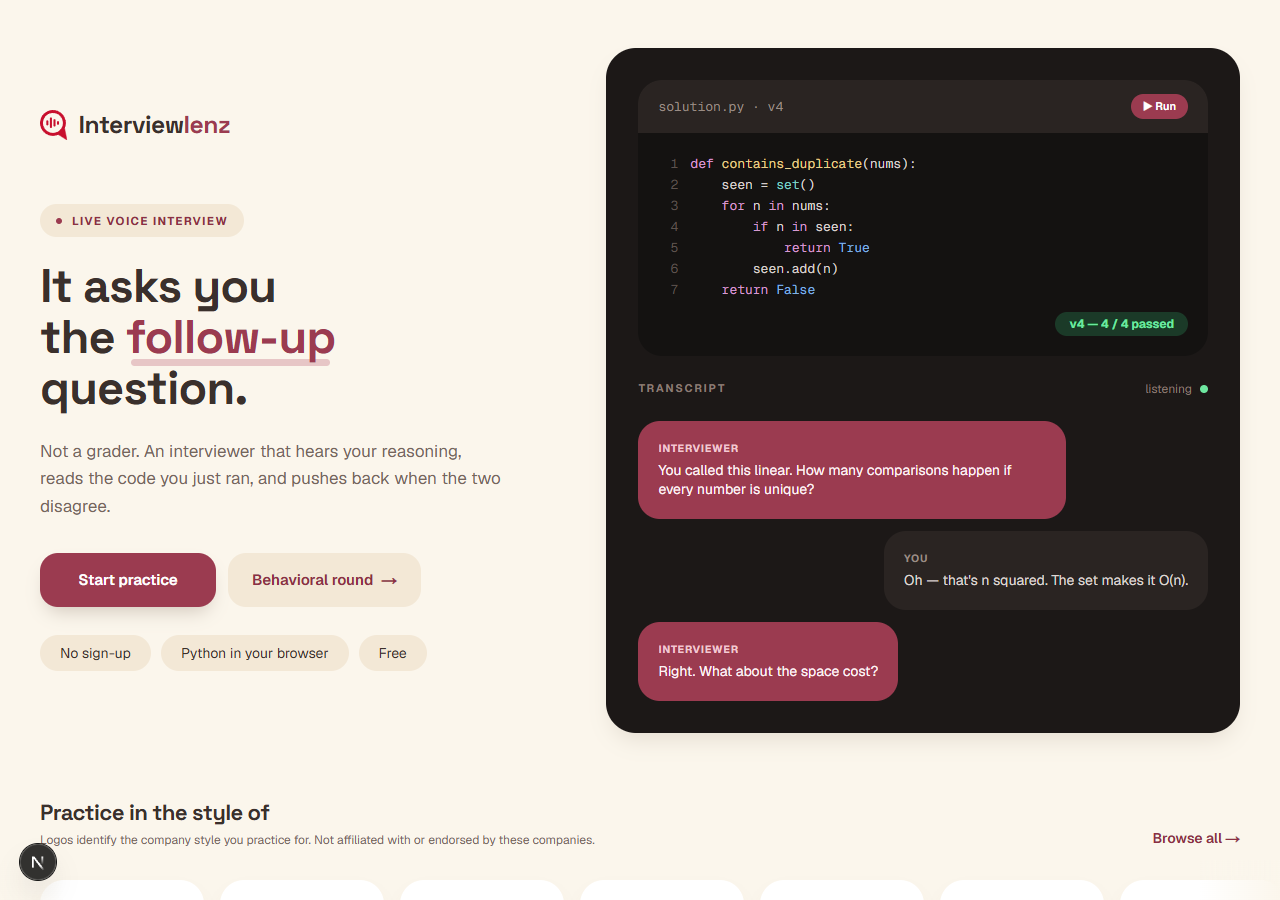 Interviewlenz
LIVE VOICE INTERVIEW
It asks you
the follow-up
question.
Not a grader. An interviewer that hears your reasoning,
reads the code you just ran, and pushes back when the two
disagree.
Start practice
Behavioral round →
No sign-up
Python in your browser
Free
solution.py · v4
▶ Run
1 def contains_duplicate(nums):
2     seen = set()
3     for n in nums:
4         if n in seen:
5             return True
6         seen.add(n)
7     return False
v4 — 4 / 4 passed
TRANSCRIPT
listening
INTERVIEWER
You called this linear. How many comparisons happen if
every number is unique?
YOU
Oh — that's n squared. The set makes it O(n).
INTERVIEWER
Right. What about the space cost?
Practice in the style of
Logos identify the company style you practice for. Not affiliated with or endorsed by these companies.
Browse all →
N